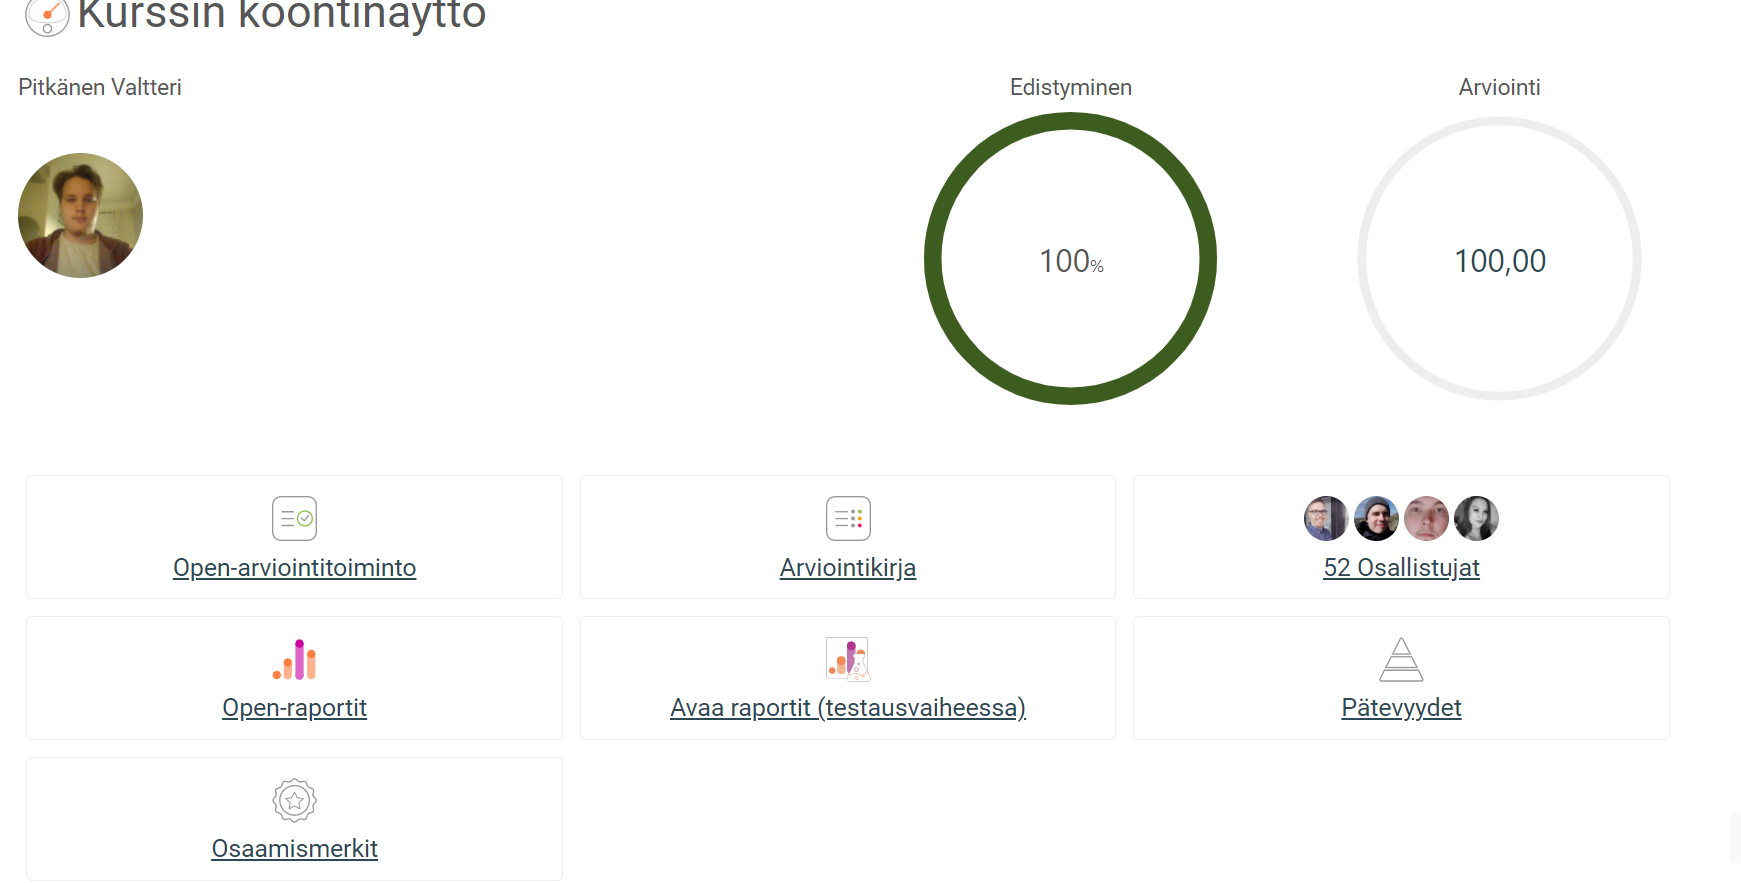 Kurssin koontinäyttö
Pitkänen Valtteri
Edistyminen
Arviointi
100%
100,00
Open-arviointitoiminto
Arviointikirja
52 Osallistujat
Open-raportit
Avaa raportit (testausvaiheessa)
Pätevyydet
Osaamismerkit